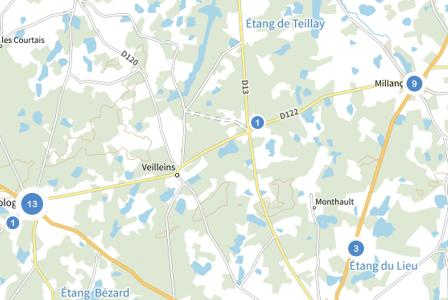 Étang de Teillay
les Courtais
D120
D13
9
Millanç
1
D122
Veilleins
13
olog
1
Monthault
3
Étang du Lieu
Étang Bézard